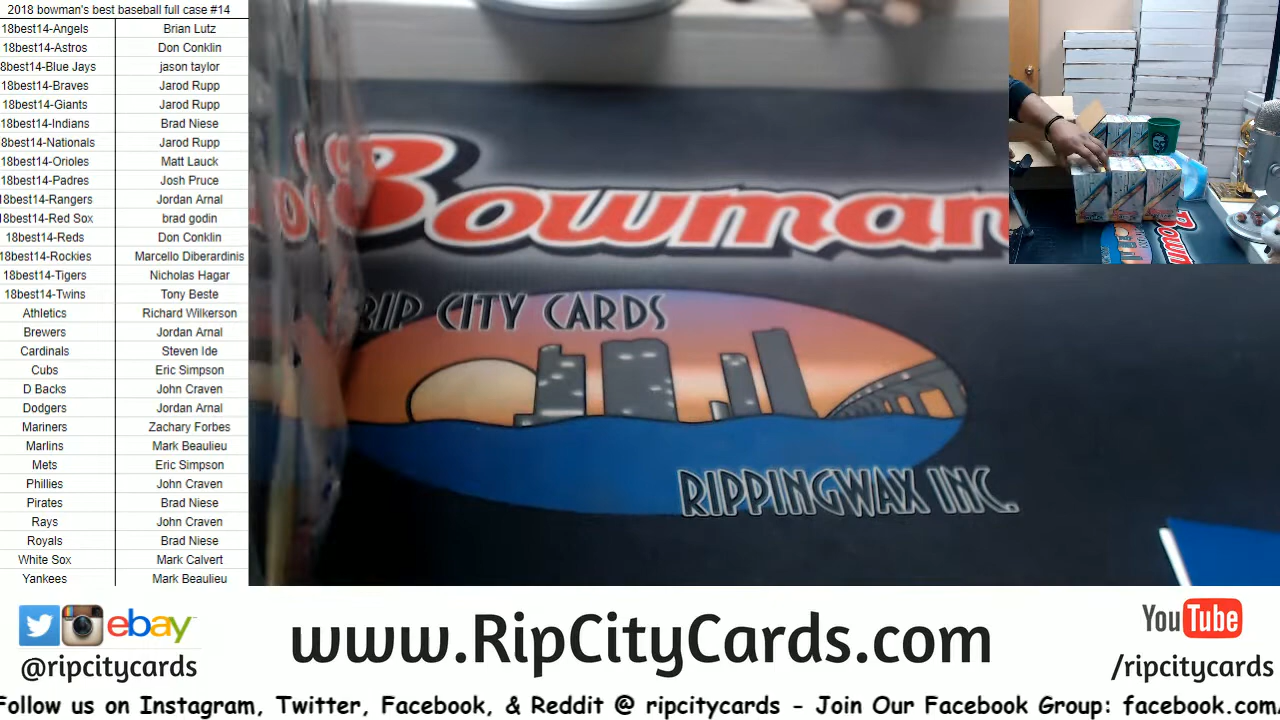 2018 bowman's best baseball full case #14
18best14-Angels Brian Lutz
18best14-Astros Don Conklin
8best14-Blue Jays jason taylor
18best14-Braves Jarod Rupp
18best14-Giants Jarod Rupp
18best14-Indians Brad Niese
8best14-Nationals Jarod Rupp
18best14-Orioles Matt Lauck
18best14-Padres Josh Pruce
18best14-Rangers Jordan Arnal
18best14-Red Sox brad godin
18best14-Reds Don Conklin
18best14-Rockies Marcello Diberardinis
18best14-Tigers Nicholas Hagar
18best14-Twins Tony Beste
Athletics Richard Wilkerson
Brewers Jordan Arnal
Cardinals Steven Ide
Cubs Eric Simpson
D Backs John Craven
Dodgers Jordan Arnal
Mariners Zachary Forbes
Marlins Mark Beaulieu
Mets Eric Simpson
Phillies John Craven
Pirates Brad Niese
Rays John Craven
Royals Brad Niese
White Sox Mark Calvert
Yankees Mark Beaulieu
Bowman
RIP CITY CARDS
RIPPINGWAX INC.
Bown
ebay
@ripcitycards
www.RipCityCards.com
YouTube
/ripcitycards
Follow us on Instagram, Twitter, Facebook, & Reddit @ ripcitycards - Join Our Facebook Group: facebook.com/